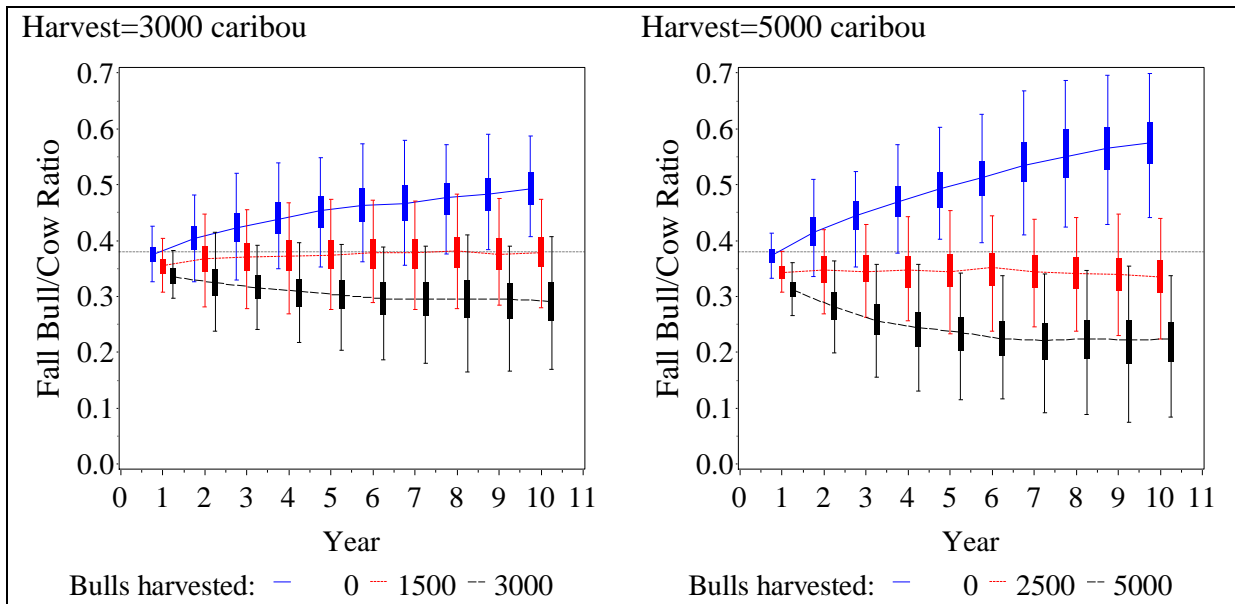 Harvest=3000 caribou
Fall Bull/Cow Ratio
0.7
0.6
0.5
0.4
0.3
0.2
0.1
0.0
0 1 2 3 4 5 6 7 8 9 10 11
Year
Bulls harvested: 0 1500 3000
Harvest=5000 caribou
Fall Bull/Cow Ratio
0.7
0.6
0.5
0.4
0.3
0.2
0.1
0.0
0 1 2 3 4 5 6 7 8 9 10 11
Year
Bulls harvested: 0 2500 5000